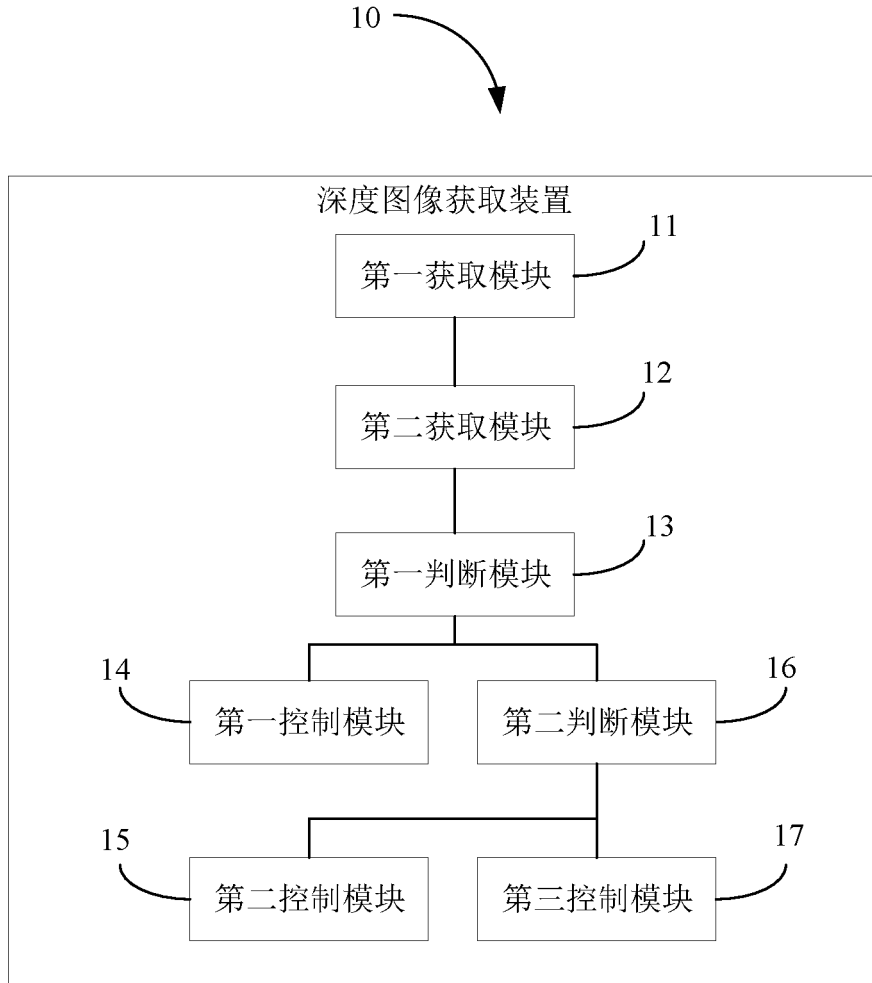 10
深度图像获取装置
11
第一获取模块
12
第二获取模块
13
第一判断模块
14
第一控制模块
16
第二判断模块
15
第二控制模块
17
第三控制模块